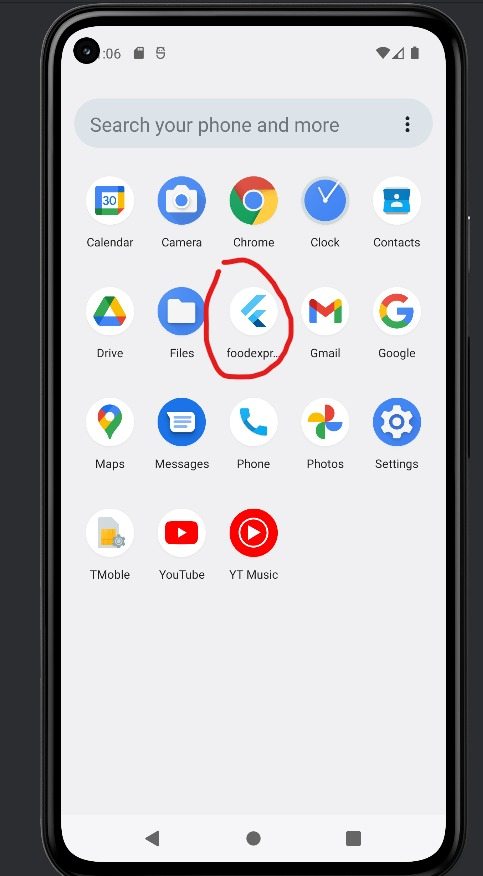 :06
Search your phone and more
30
Calendar Camera Chrome Clock Contacts
Drive Files foodexpr... Gmail Google
Maps Messages Phone Photos Settings
TMoble YouTube YT Music